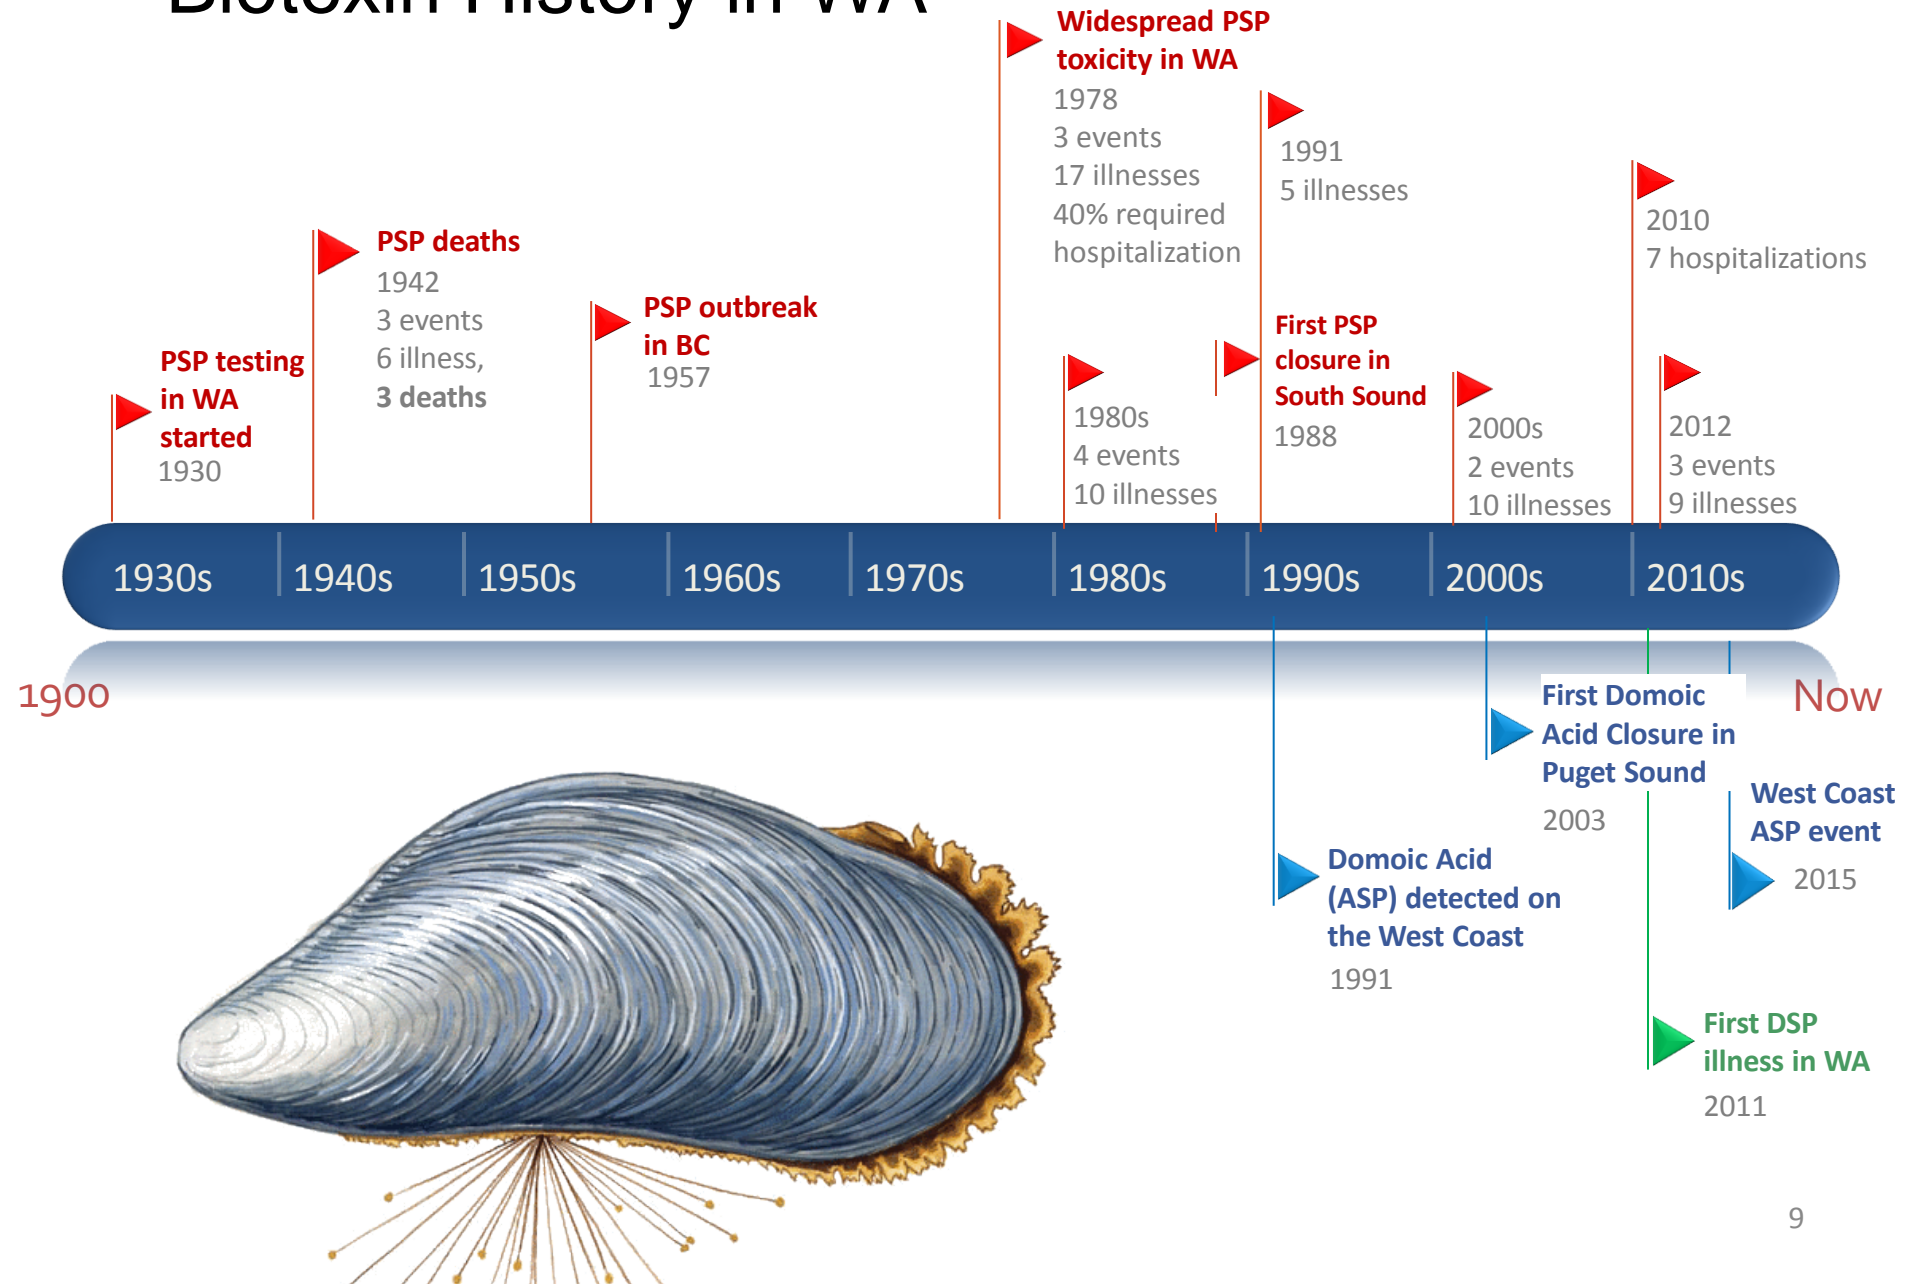 Biotoxin History in WA
Widespread PSP
toxicity in WA
1978
3 events
17 illnesses
40% required
hospitalization
1991
5 illnesses
2010
7 hospitalizations
PSP deaths
1942
3 events
6 illness,
3 deaths
PSP outbreak
in BC
1957
PSP testing
in WA
started
1930
1980s
4 events
10 illnesses
First PSP
closure in
South Sound
1988
2000s
2 events
10 illnesses
2012
3 events
9 illnesses
1930s
1940s
1950s
1960s
1970s
1980s
1990s
2000s
2010s
1900
Now
First Domoic
Acid Closure in
Puget Sound
2003
West Coast
ASP event
2015
Domoic Acid
(ASP) detected on
the West Coast
1991
First DSP
illness in WA
2011
9